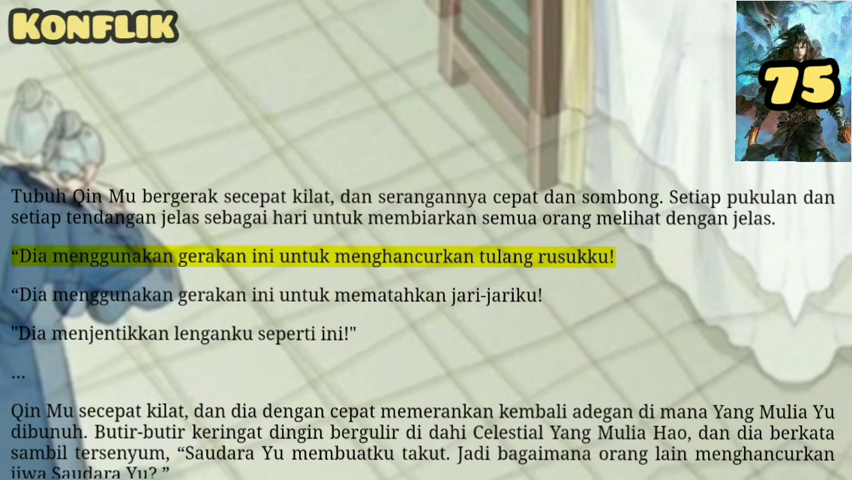 KONFLIK
75
Tubuh Qin Mu bergerak secepat kilat, dan serangannya cepat dan sombong. Setiap pukulan dan
setiap tendangan jelas sebagai hari untuk membiarkan semua orang melihat dengan jelas.
“Dia menggunakan gerakan ini untuk menghancurkan tulang rusukku!
“Dia menggunakan gerakan ini untuk mematahkan jari-jariku!
"Dia menjentikkan lenganku seperti ini!"
...
Qin Mu secepat kilat, dan dia dengan cepat memerankan kembali adegan di mana Yang Mulia Yu
dibunuh. Butir-butir keringat dingin bergulir di dahi Celestial Yang Mulia Hao, dan dia berkata
sambil tersenyum, “Saudara Yu membuatku takut. Jadi bagaimana orang lain menghancurkan
jiwa Saudara Yu? ”